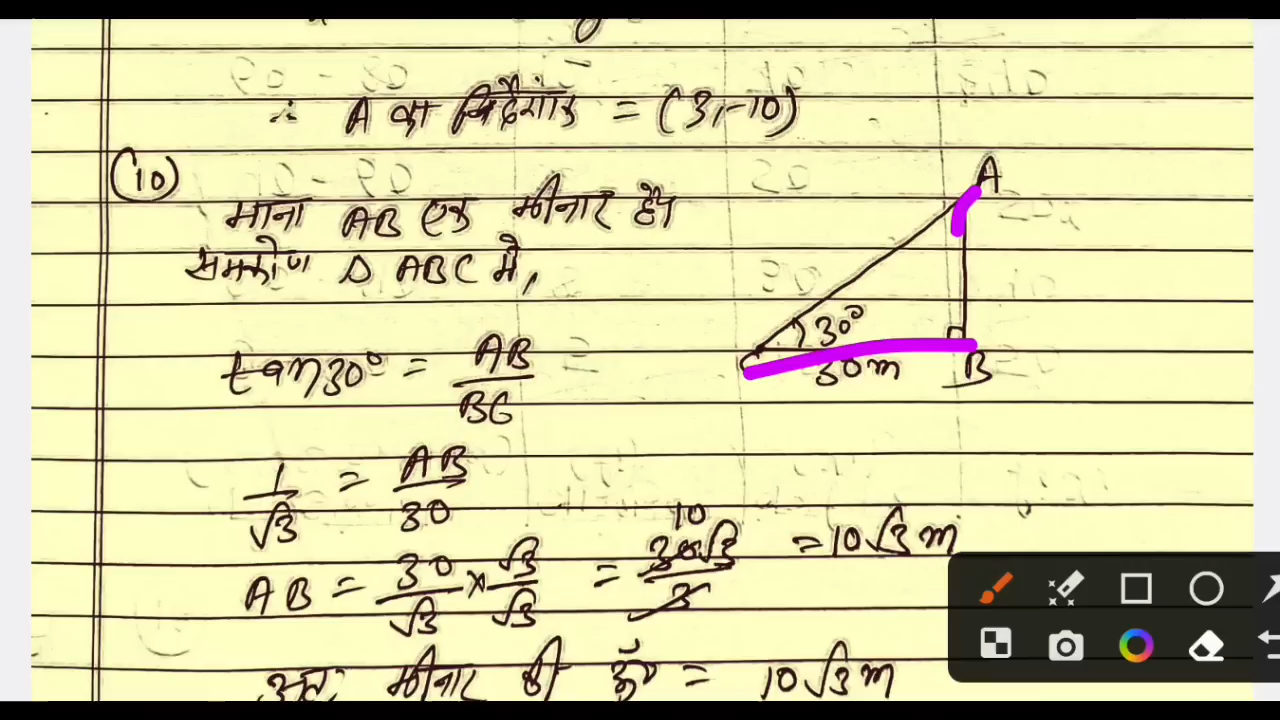 ∴ A का निर्देशांक = (3, -10)
(10)
माना AB एक मीनार है।
समकोण Δ ABC में,
tan30° = AB/BC
1/√3 = AB/30
AB = 30/√3 × √3/√3 = 30√3/3 = 10√3 m
10
अतः मीनार की ऊँ० = 10√3 m
A
30°
30m
B
C